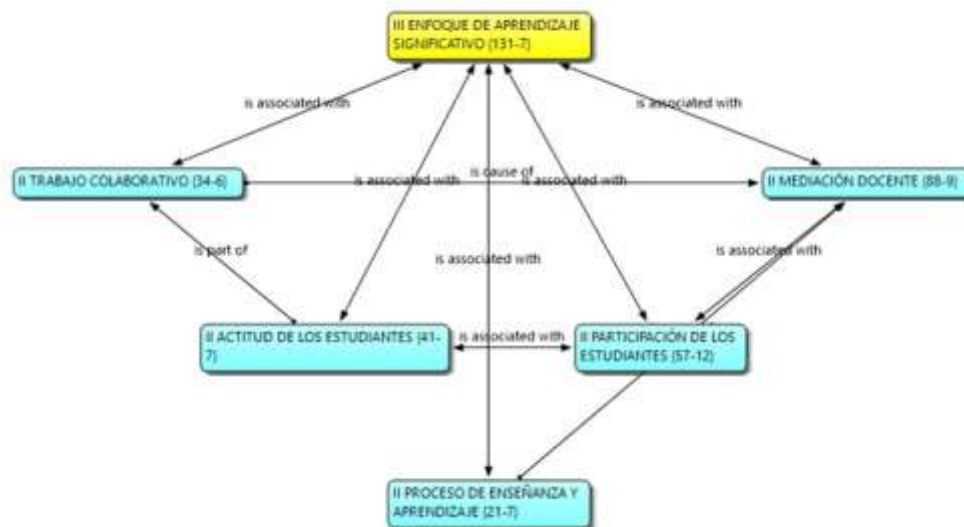 III ENFOQUE DE APRENDIZAJE
SIGNIFICATIVO (131-7)
is associated with
is associated with
II TRABAJO COLABORATIVO (34-6)
is associated with
is cause of
is associated with
II MEDIACIÓN DOCENTE (88-9)
is part of
is associated with
is associated with
II ACTITUD DE LOS ESTUDIANTES (41-
7)
is associated with
II PARTICIPACIÓN DE LOS
ESTUDIANTES (57-12)
II PROCESO DE ENSEÑANZA Y
APRENDIZAJE (21-7)